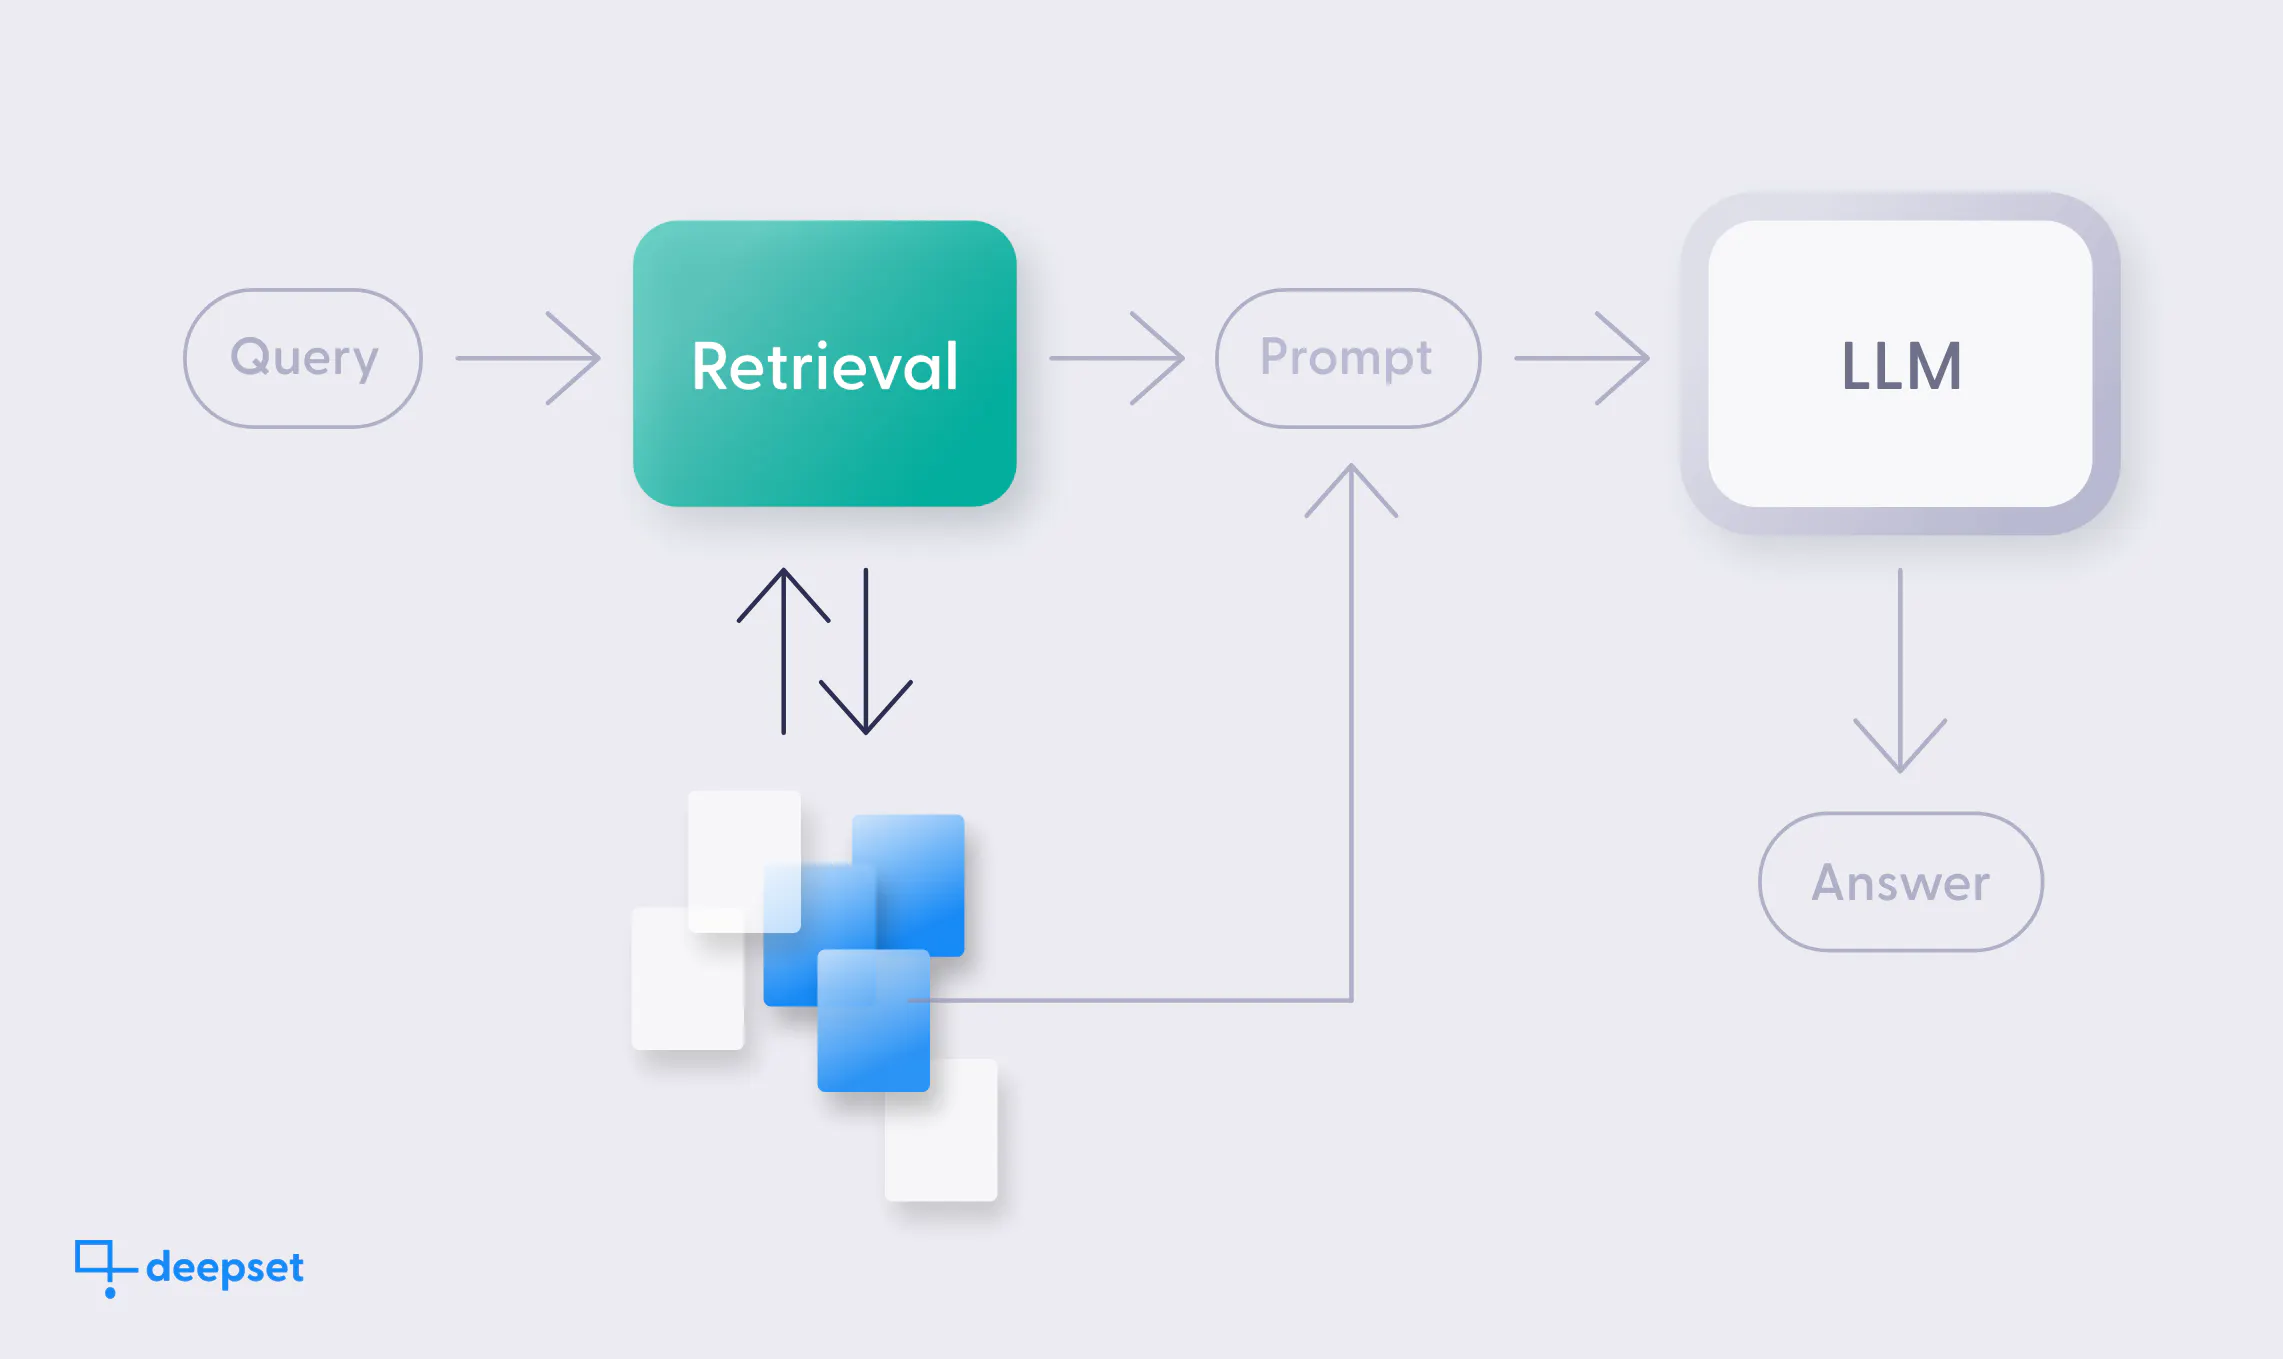 Query
Retrieval
Prompt
LLM
Answer
deepset